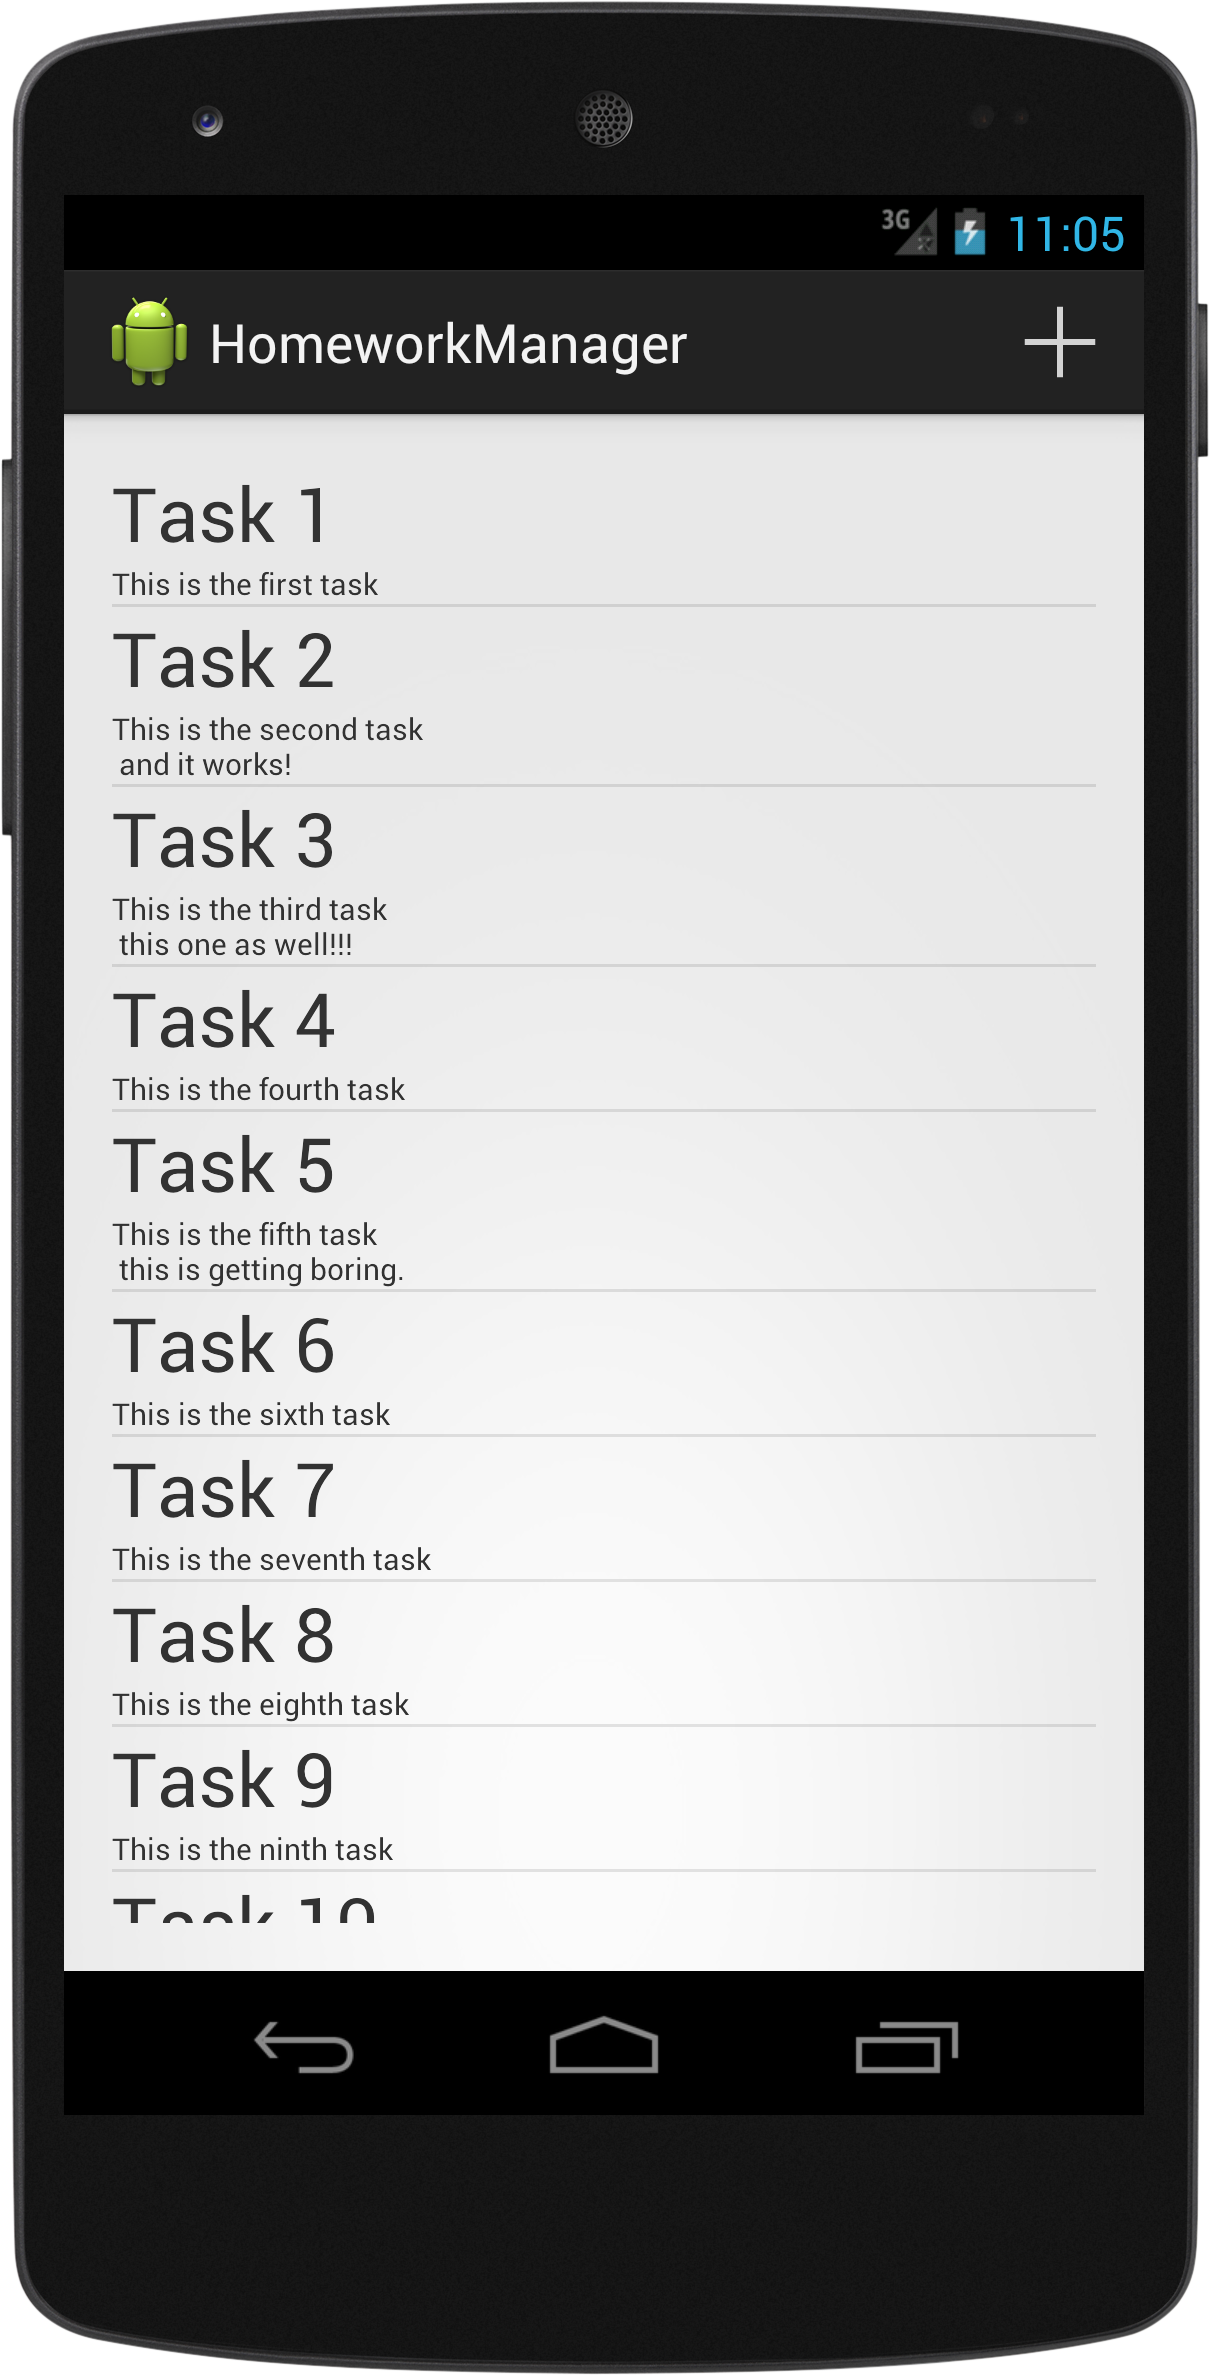 3G 11:05
HomeworkManager
Task 1
This is the first task
Task 2
This is the second task
and it works!
Task 3
This is the third task
this one as well!!!
Task 4
This is the fourth task
Task 5
This is the fifth task
this is getting boring.
Task 6
This is the sixth task
Task 7
This is the seventh task
Task 8
This is the eighth task
Task 9
This is the ninth task
Task 10